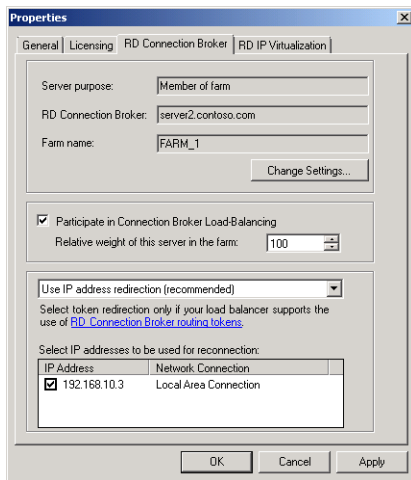 Properties
General Licensing RD Connection Broker RD IP Virtualization
Server purpose: Member of farm
RD Connection Broker: server2.contoso.com
Farm name: FARM_1
Change Settings...
Participate in Connection Broker Load-Balancing
Relative weight of this server in the farm: 100
Use IP address redirection (recommended)
Select token redirection only if your load balancer supports the
use of RD Connection Broker routing tokens.
Select IP addresses to be used for reconnection:
IP Address Network Connection
192.168.10.3 Local Area Connection
OK Cancel Apply